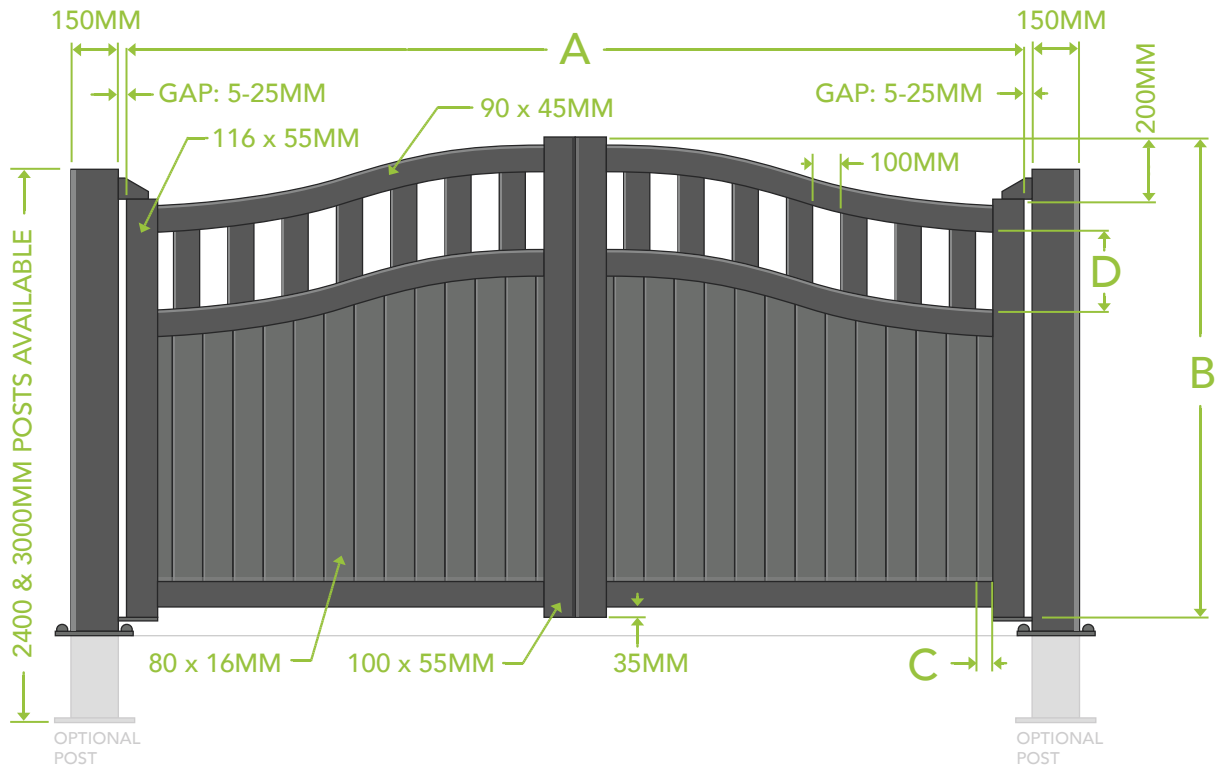 150MM
150MM
A
GAP: 5-25MM
GAP: 5-25MM
90 x 45MM
116 x 55MM
100MM
200MM
D
B
2400 & 3000MM POSTS AVAILABLE
80 x 16MM
100 x 55MM
35MM
C
OPTIONAL
POST
OPTIONAL
POST